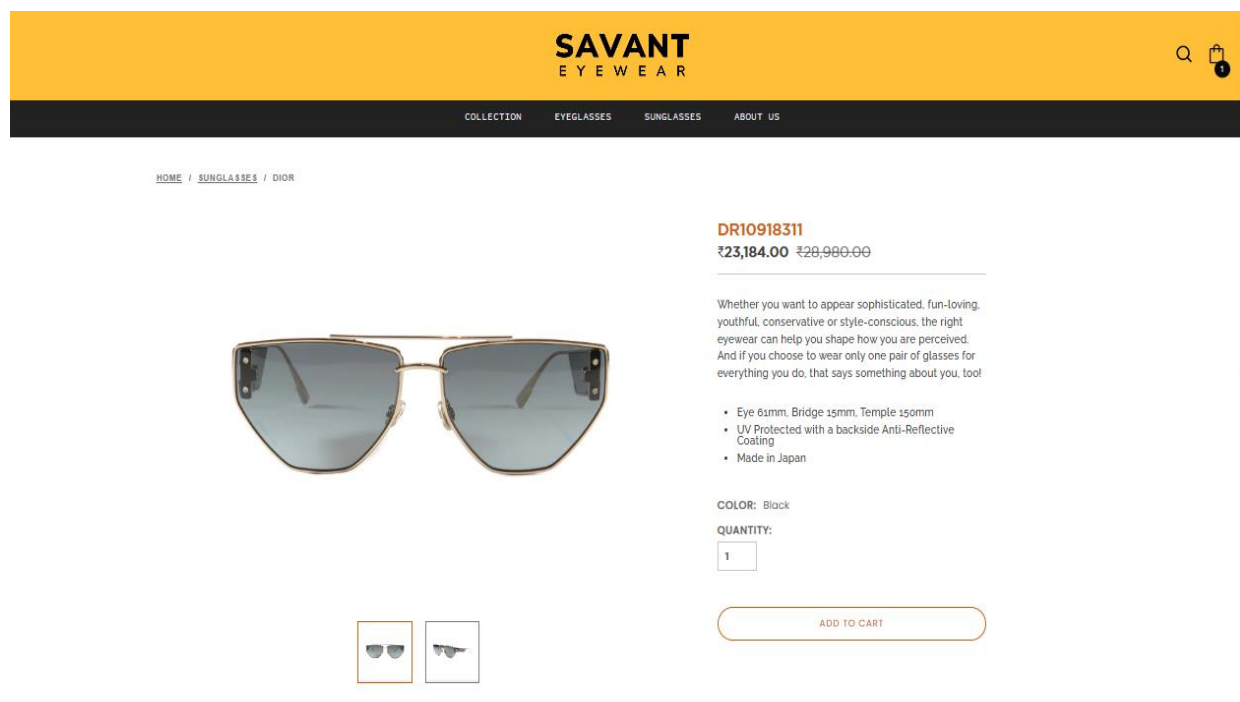 SAVANT
EYEWEAR
1
COLLECTION EYEGLASSES SUNGLASSES ABOUT US
HOME / SUNGLASSES / DIOR
DR10918311
₹23,184.00 ₹28,980.00
Whether you want to appear sophisticated, fun-loving,
youthful, conservative or style-conscious, the right
eyewear can help you shape how you are perceived.
And if you choose to wear only one pair of glasses for
everything you do, that says something about you, too!
• Eye 61mm, Bridge 15mm, Temple 150mm
• UV Protected with a backside Anti-Reflective
Coating
• Made in Japan
COLOR: Black
QUANTITY:
1
ADD TO CART